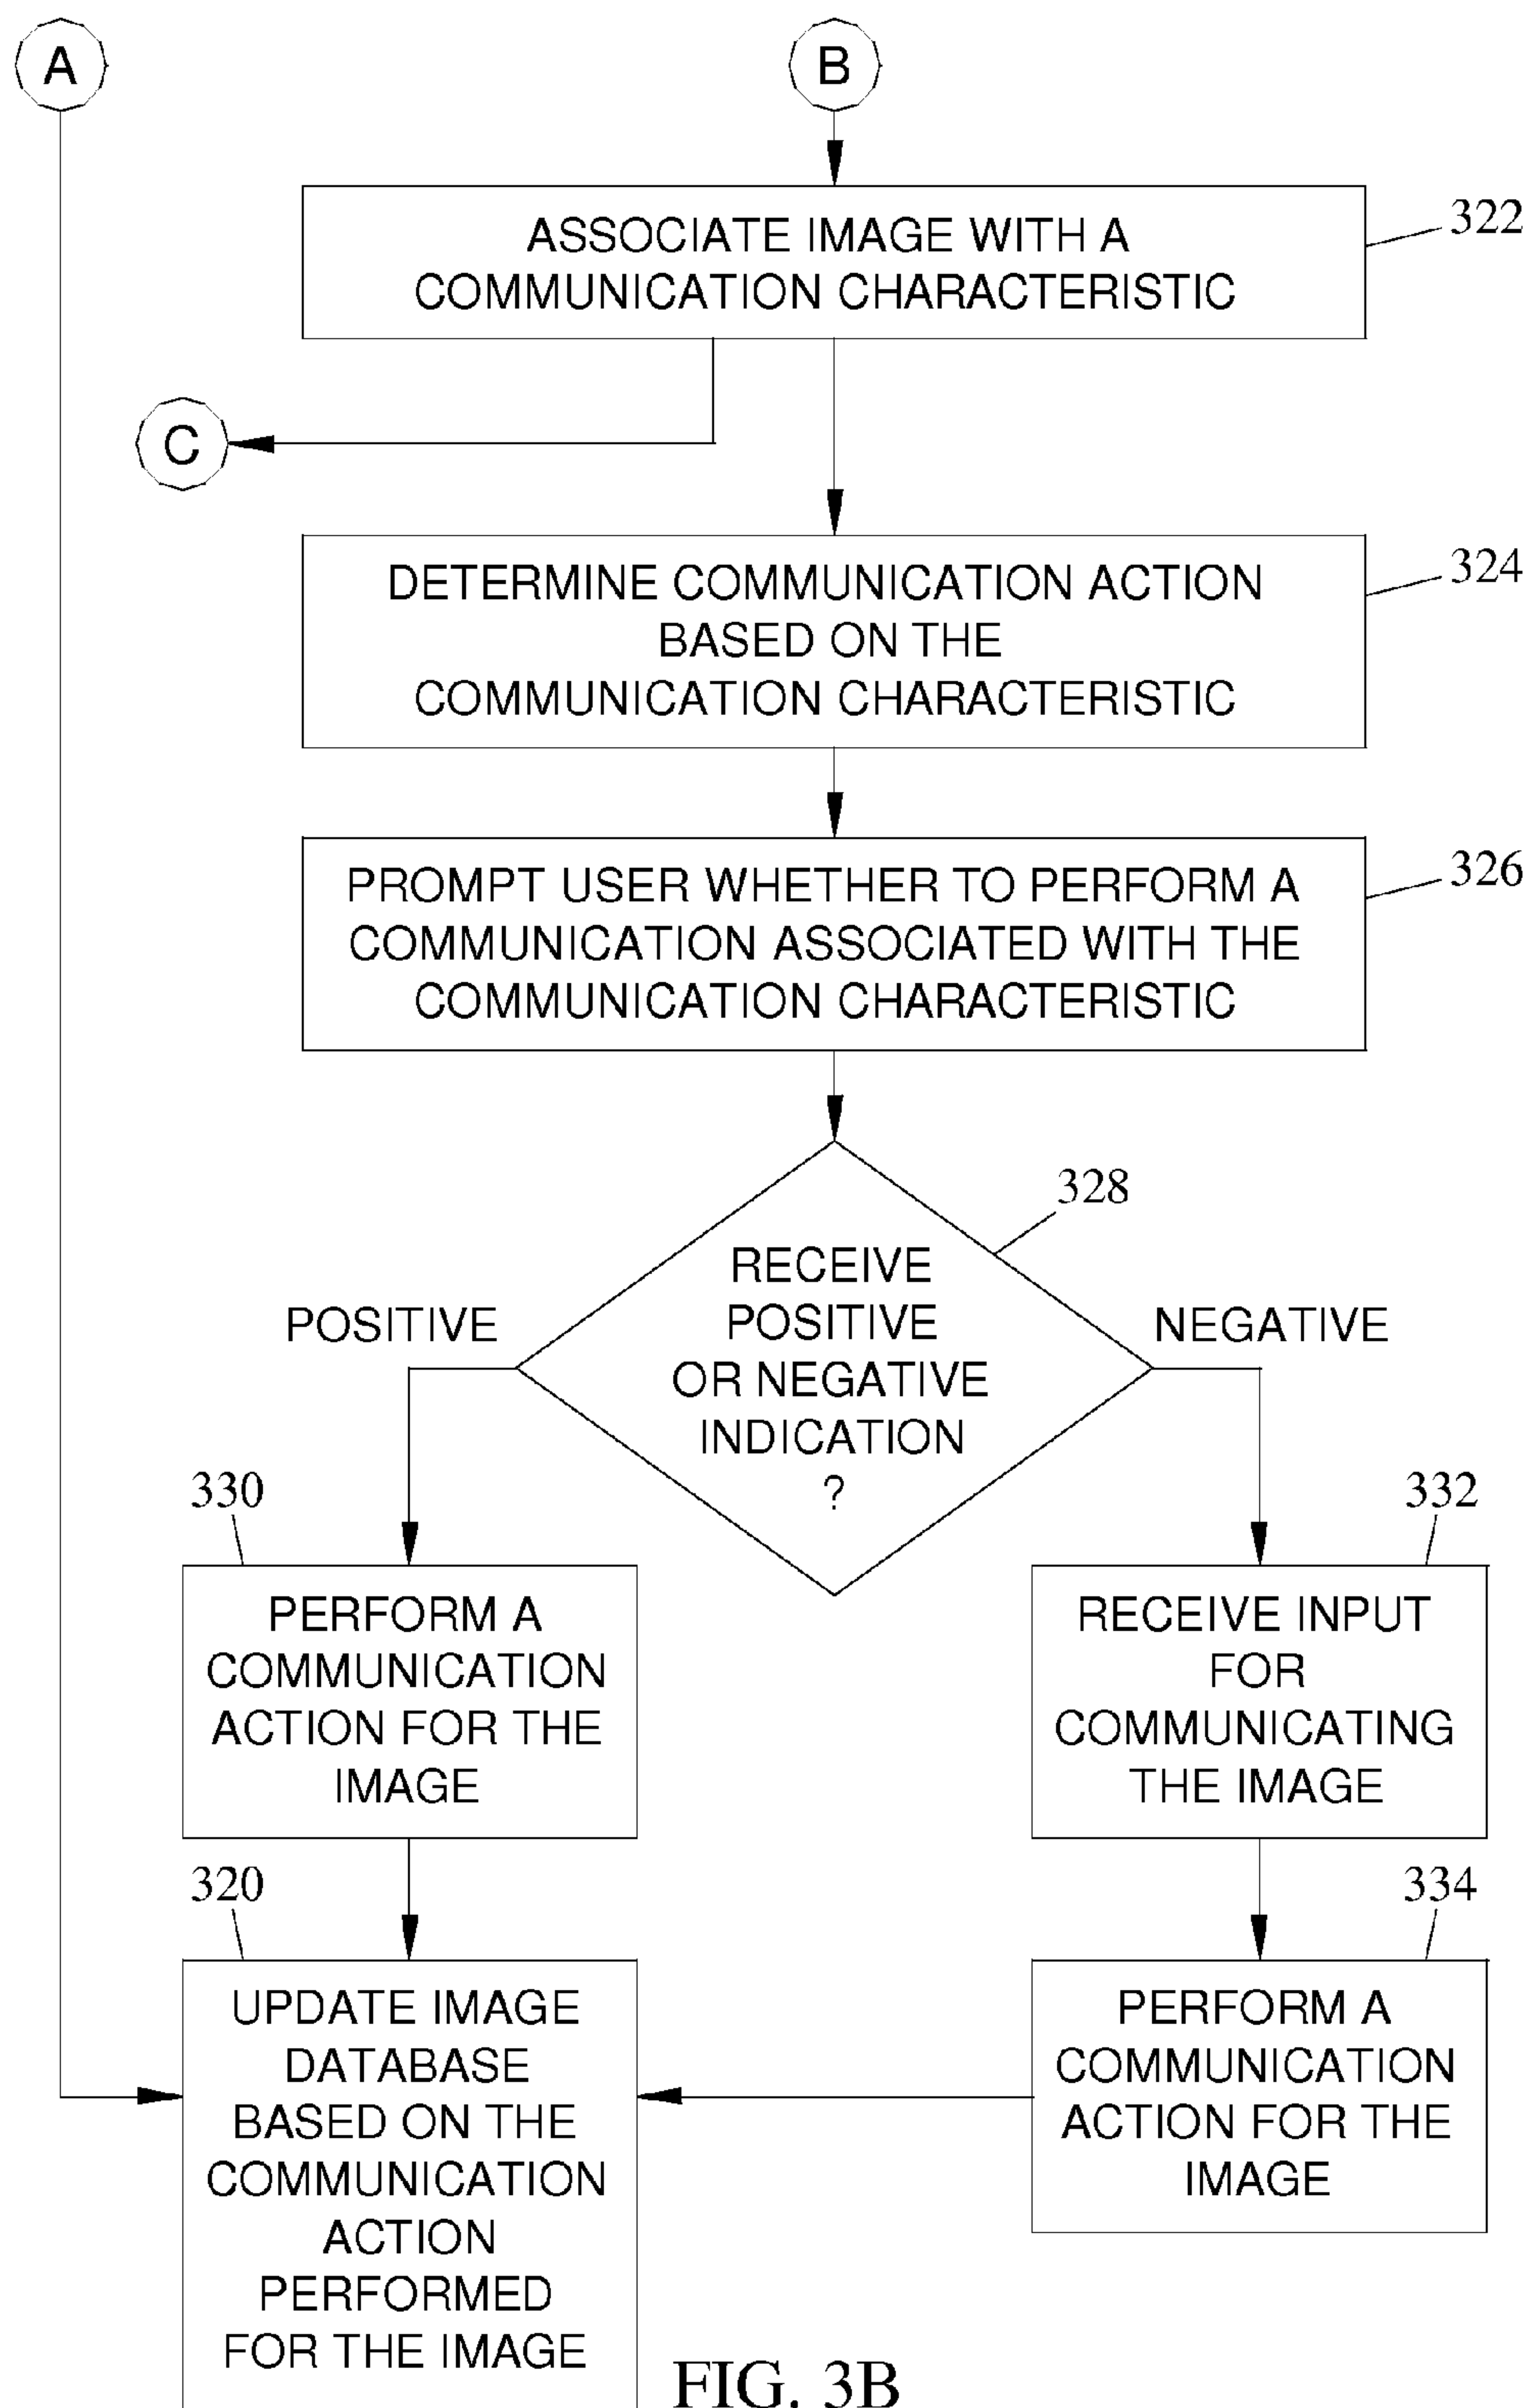 A
B
ASSOCIATE IMAGE WITH A
COMMUNICATION CHARACTERISTIC
322
C
DETERMINE COMMUNICATION ACTION
BASED ON THE
COMMUNICATION CHARACTERISTIC
324
PROMPT USER WHETHER TO PERFORM A
COMMUNICATION ASSOCIATED WITH THE
COMMUNICATION CHARACTERISTIC
326
RECEIVE
POSITIVE
OR NEGATIVE
INDICATION
?
328
POSITIVE
NEGATIVE
330
PERFORM A
COMMUNICATION
ACTION FOR THE
IMAGE
332
RECEIVE INPUT
FOR
COMMUNICATING
THE IMAGE
320
UPDATE IMAGE
DATABASE
BASED ON THE
COMMUNICATION
ACTION
PERFORMED
FOR THE IMAGE
334
PERFORM A
COMMUNICATION
ACTION FOR THE
IMAGE
FIG. 3B